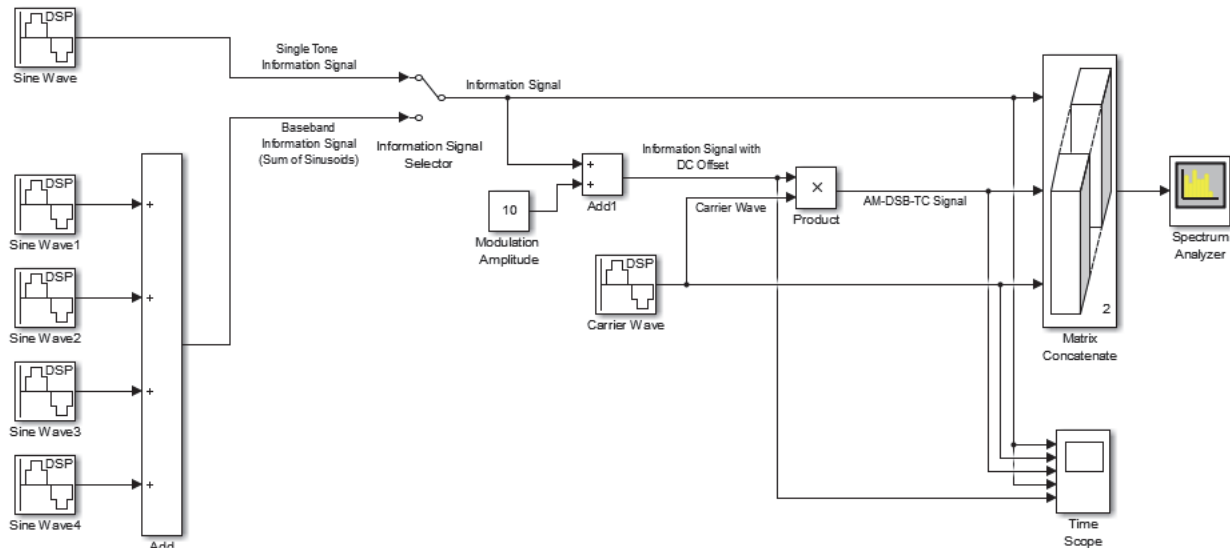 DSP
Sine Wave
Single Tone
Information Signal
Information Signal
Baseband
Information Signal
(Sum of Sinusoids)
Information Signal
Selector
DSP
Sine Wave1
+
DSP
Sine Wave2
+
DSP
Sine Wave3
+
DSP
Sine Wave4
+
Add
+
+
Add1
10
Modulation
Amplitude
Information Signal with
DC Offset
Carrier Wave
×
Product
AM-DSB-TC Signal
DSP
Carrier Wave
2
Matrix
Concatenate
Spectrum
Analyzer
Time
Scope